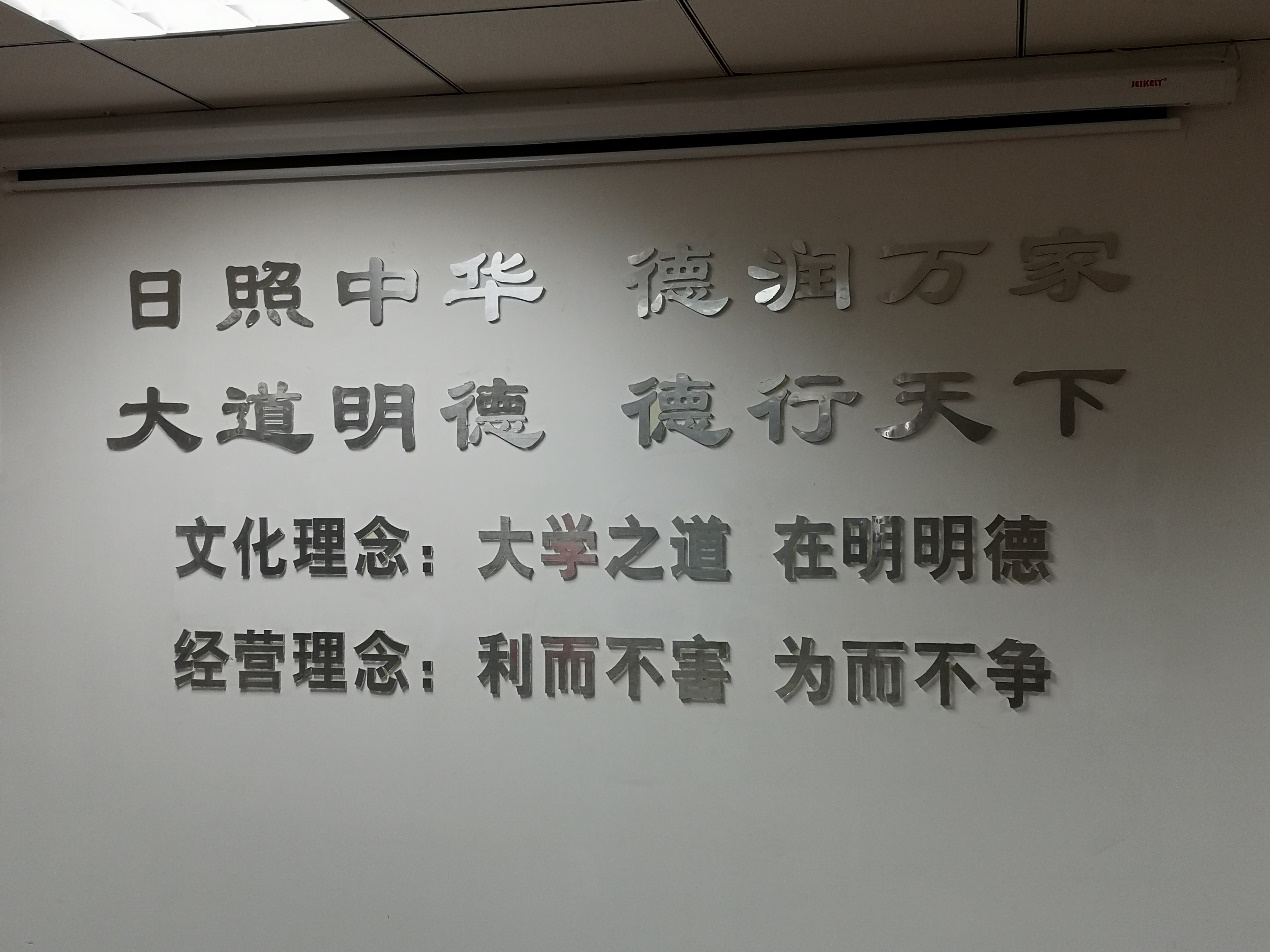 JEIKELY
日照中华 德润万家
大道明德 德行天下
文化理念：大学之道 在明明德
经营理念：利而不害 为而不争